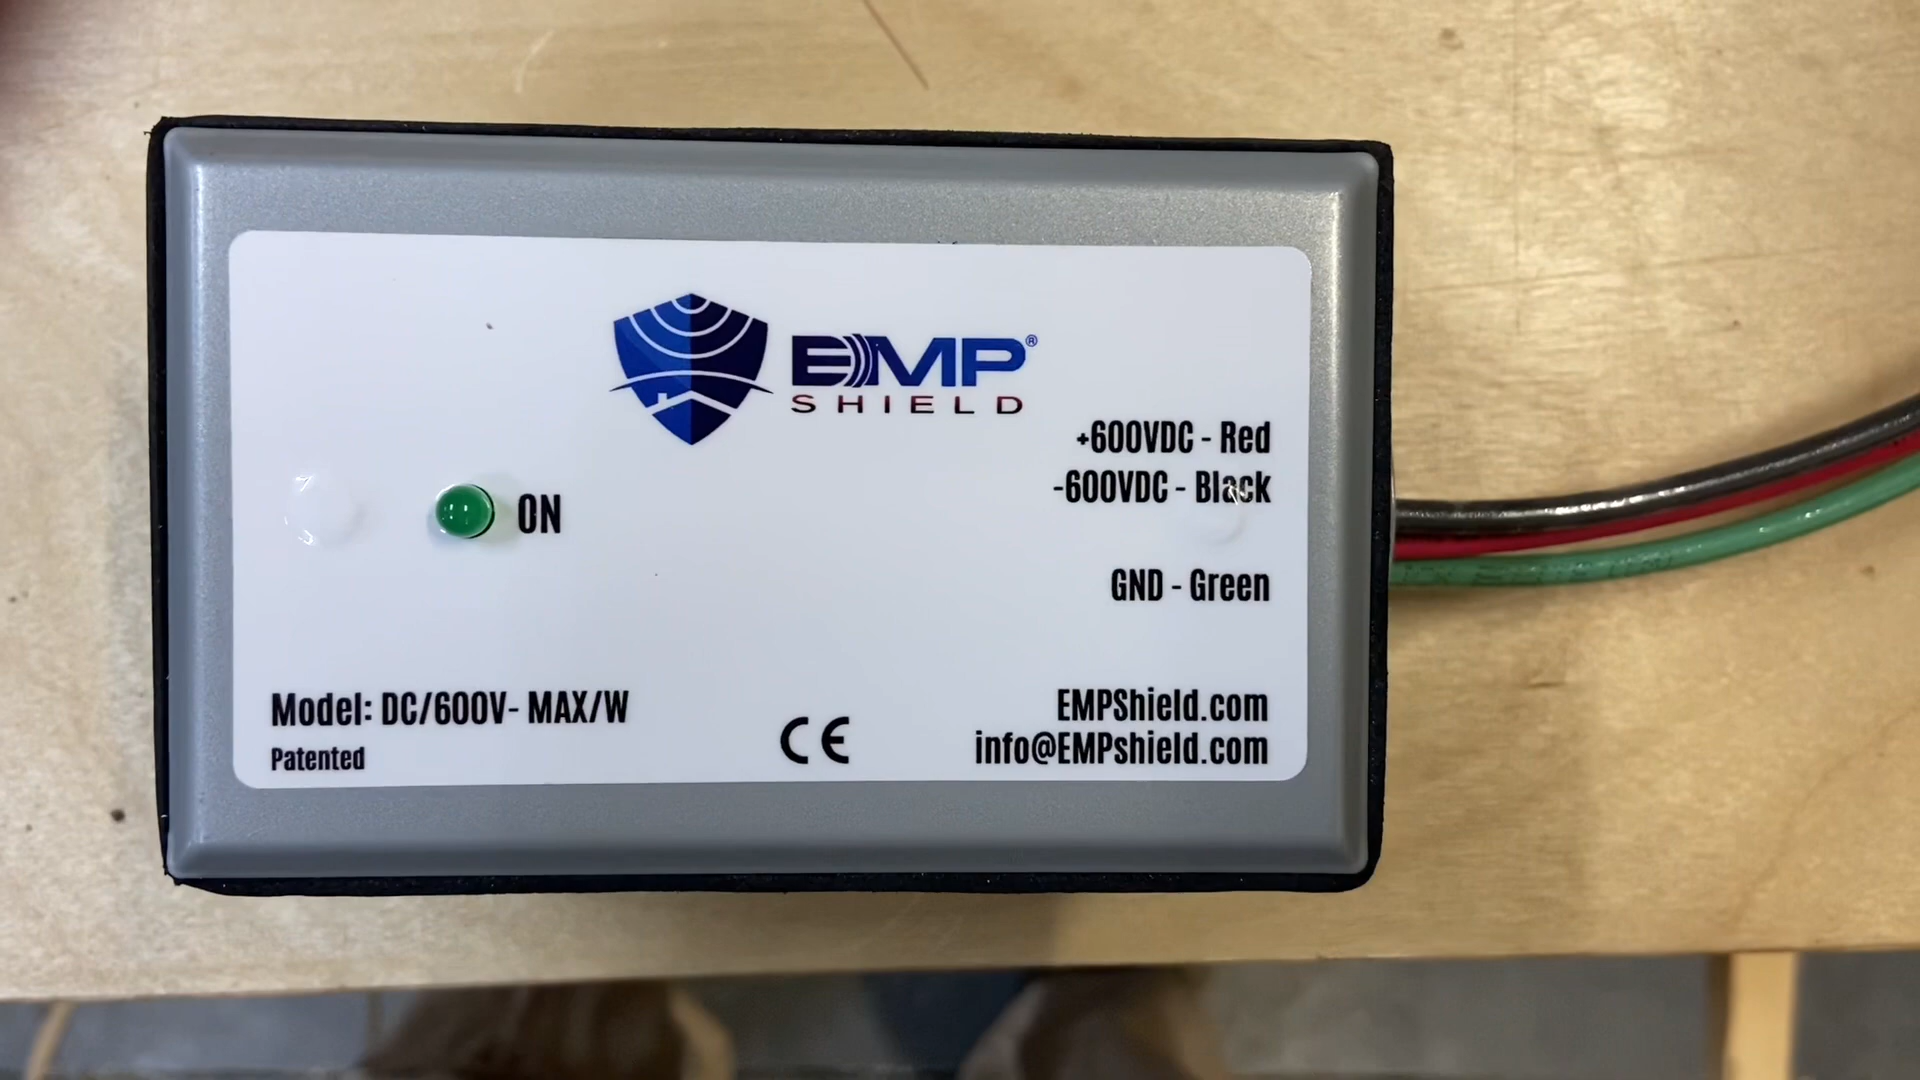 EMP®
SHIELD
+600VDC - Red
-600VDC - Black
ON
GND - Green
Model: DC/600V- MAX/W
Patented
CE
EMPShield.com
info@EMPshield.com